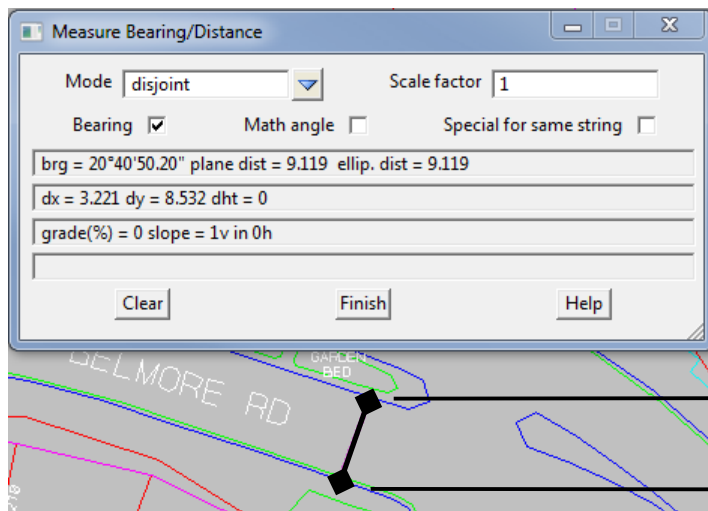 Measure Bearing/Distance
Mode disjoint Scale factor 1
Bearing Math angle Special for same string
brg = 20°40'50.20" plane dist = 9.119 ellip. dist = 9.119
dx = 3.221 dy = 8.532 dht = 0
grade(%) = 0 slope = 1v in 0h
Clear Finish Help
GARDEN
BED
BELMORE RD